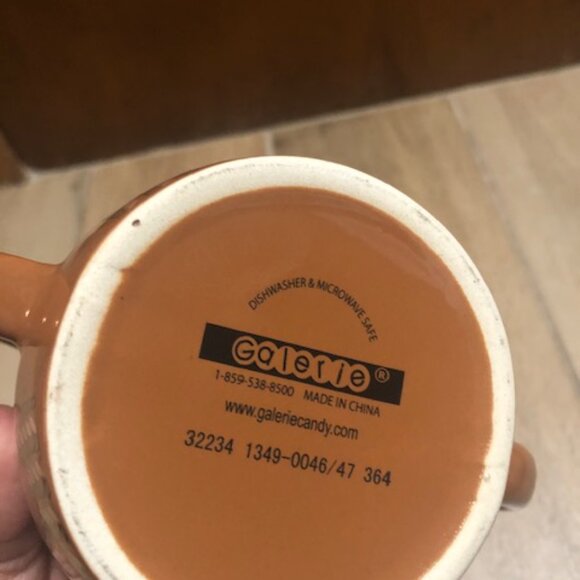 DISHWASHER & MICROWAVE SAFE
Galerie®
1-859-538-8500 MADE IN CHINA
www.galeriecandy.com
32234 1349-0046/47 364